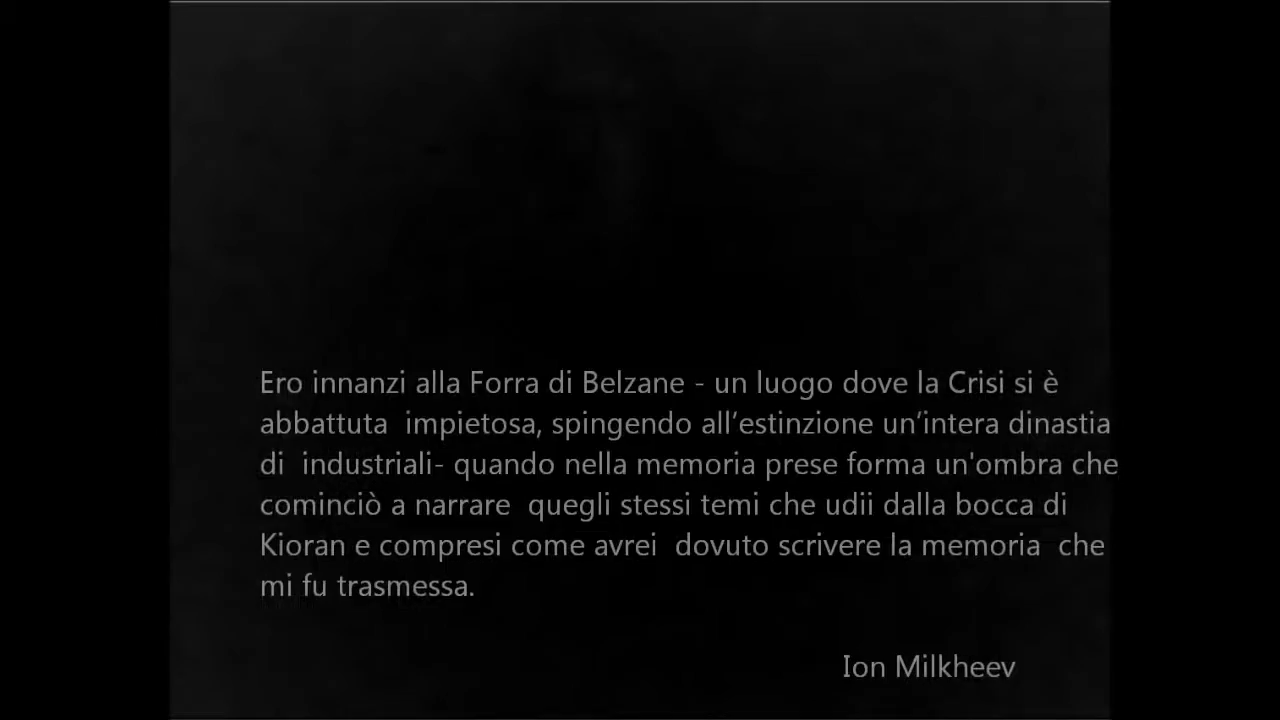 Ero innanzi alla Forra di Belzane - un luogo dove la Crisi si è
abbattuta  impietosa, spingendo all’estinzione un’intera dinastia
di  industriali- quando nella memoria prese forma un'ombra che
cominciò a narrare  quegli stessi temi che udii dalla bocca di
Kioran e compresi come avrei  dovuto scrivere la memoria  che
mi fu trasmessa.
Ion Milkheev